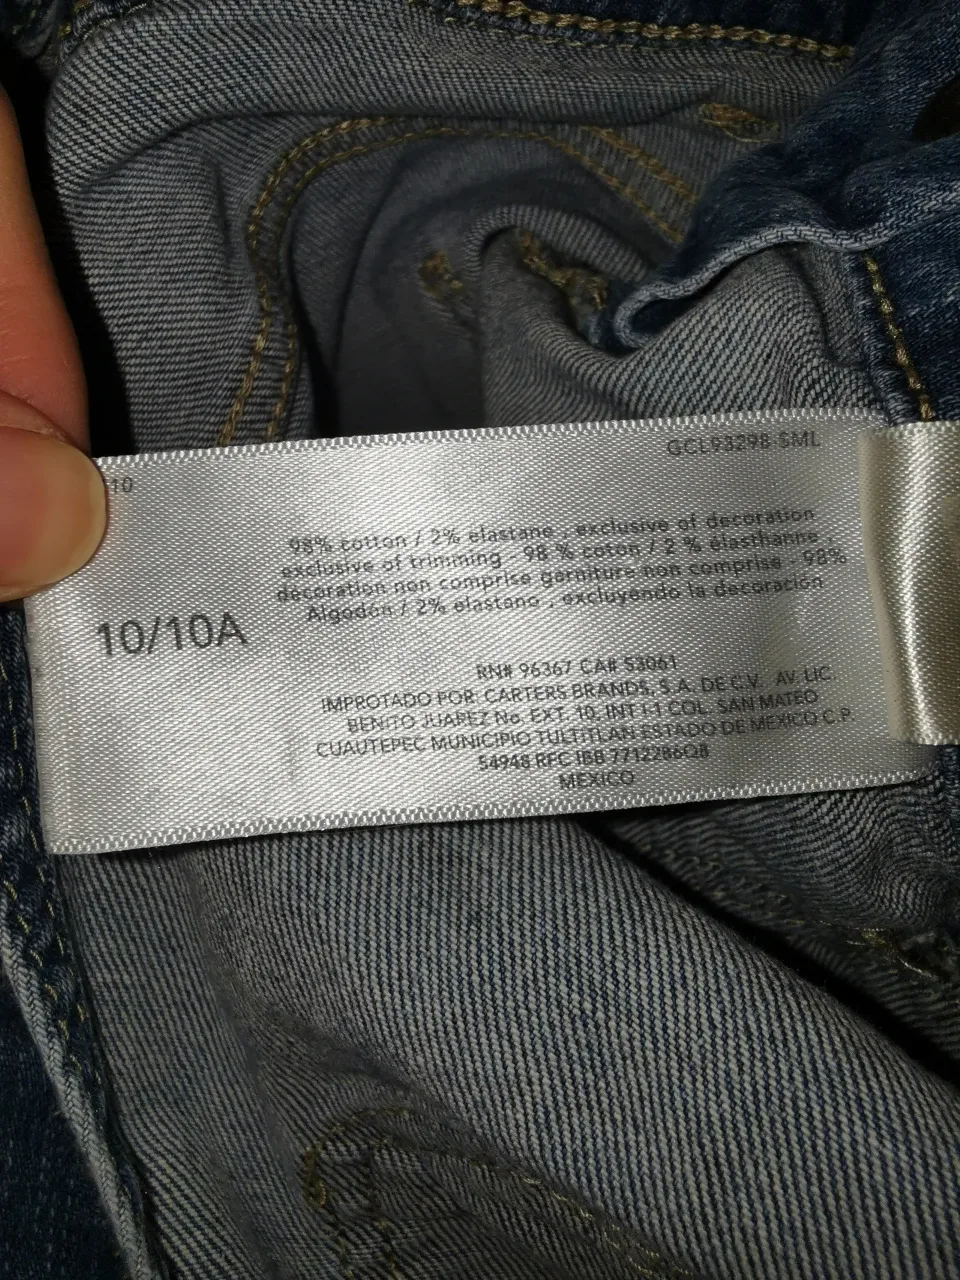 GCL9329B-SML
10
98% cotton / 2% elastane , exclusive of decoration
exclusive of trimming - 98 % coton / 2 % élasthanne ,
décoration non comprise garniture non comprise - 98%
Algodón / 2% elastano , excluyendo la decoración
10/10A
RN# 96367 CA# 53061
IMPROTADO POR: CARTERS BRANDS, S.A. DE C.V. AV. LIC.
BENITO JUAREZ No. EXT. 10, INT I-1 COL. SAN MATEO
CUAUTEPEC MUNICIPIO TULTITLAN ESTADO DE MEXICO C.P.
54948 RFC IBB 7712286Q8
MEXICO